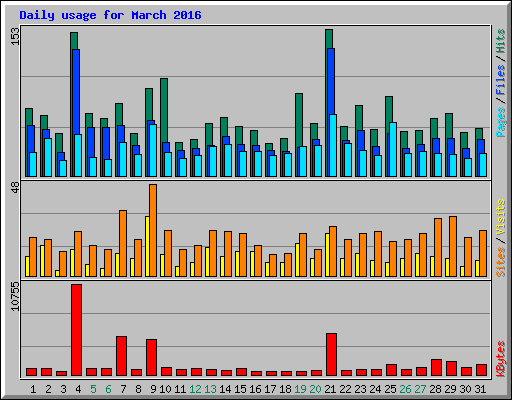 Daily usage for March 2016
153
48
10755
Pages / Files / Hits
Sites / Visits
KBytes
1 2 3 4 5 6 7 8 9 10 11 12 13 14 15 16 17 18 19 20 21 22 23 24 25 26 27 28 29 30 31